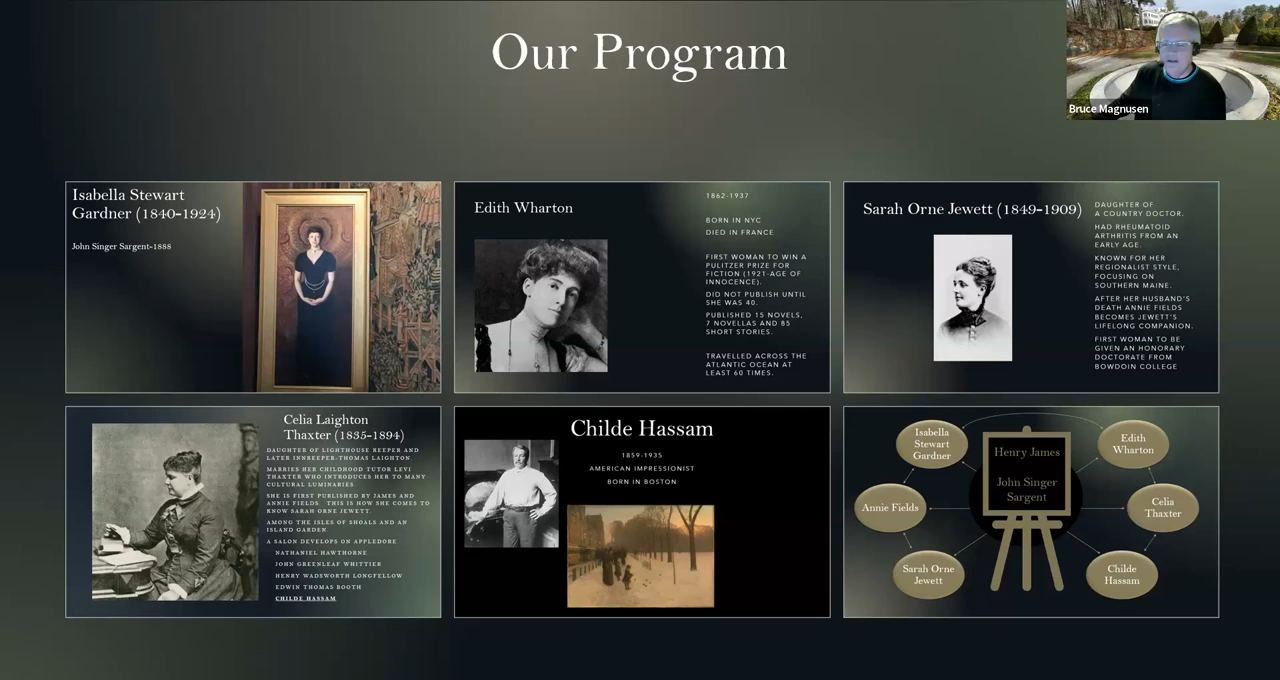 Our Program
Bruce Magnusen
Isabella Stewart
Gardner (1840-1924)
John Singer Sargent-1888
Edith Wharton
1862-1937
BORN IN NYC
DIED IN FRANCE
FIRST WOMAN TO WIN A
PULITZER PRIZE FOR
FICTION (1921-AGE OF
INNOCENCE).
DID NOT PUBLISH UNTIL
SHE WAS 40.
PUBLISHED 15 NOVELS,
7 NOVELLAS AND 85
SHORT STORIES.
TRAVELLED ACROSS THE
ATLANTIC OCEAN AT
LEAST 60 TIMES.
Sarah Orne Jewett (1849-1909)
DAUGHTER OF
A COUNTRY DOCTOR.
HAD RHEUMATOID
ARTHRITIS FROM AN
EARLY AGE.
KNOWN FOR HER
REGIONALIST STYLE,
FOCUSING ON
SOUTHERN MAINE.
AFTER HER HUSBAND'S
DEATH ANNIE FIELDS
BECOMES JEWETT'S
LIFELONG COMPANION.
FIRST WOMAN TO BE
GIVEN AN HONORARY
DOCTORATE FROM
BOWDOIN COLLEGE
Celia Laighton
Thaxter (1835-1894)
DAUGHTER OF LIGHTHOUSE REEPER AND
LATER INNKEEPER-THOMAS LAIGHTON.
MARRIES HER CHILDHOOD TUTOR LEVI
THAXTER WHO INTRODUCES HER TO MANY
CULTURAL LUMINARIES
SHE IS FIRST PUBLISHED BY JAMES AND
ANNIE FIELDS. THIS IS HOW SHE COMES TO
KNOW SARAH ORNE JEWETT.
AMONG THE ISLES OF SHOALS AND AN
ISLAND GARDEN.
A SALON DEVELOPS ON APPLEDORE
NATHANIEL HAWTHORNE
JOHN GREENLEAF WHITTIER
HENRY WADSWORTH LONGFELLOW
EDWIN THOMAS BOOTH
CHILDE HASSAM
Childe Hassam
1859-1935
AMERICAN IMPRESSIONIST
BORN IN BOSTON
Isabella
Stewart
Gardner
Henry James
John Singer
Sargent
Edith
Wharton
Annie Fields
Celia
Thaxter
Sarah Orne
Jewett
Childe
Hassam